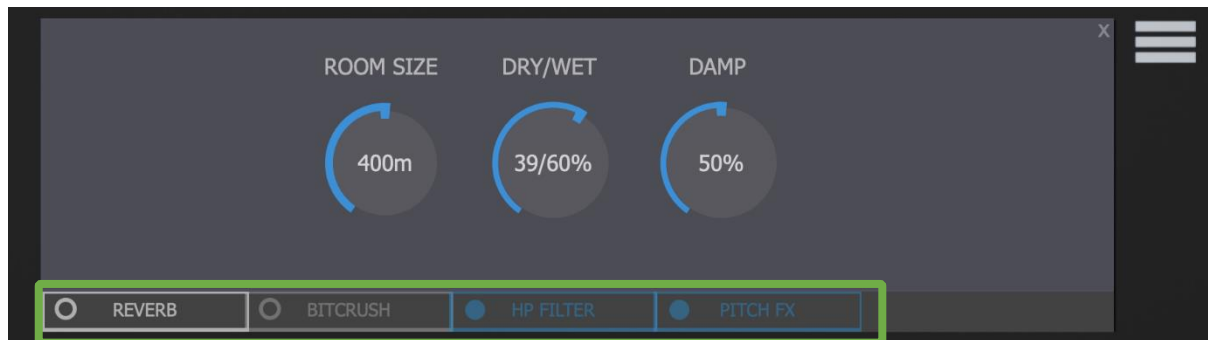 X
ROOM SIZE DRY/WET DAMP
400m 39/60% 50%
REVERB BITCRUSH HP FILTER PITCH FX